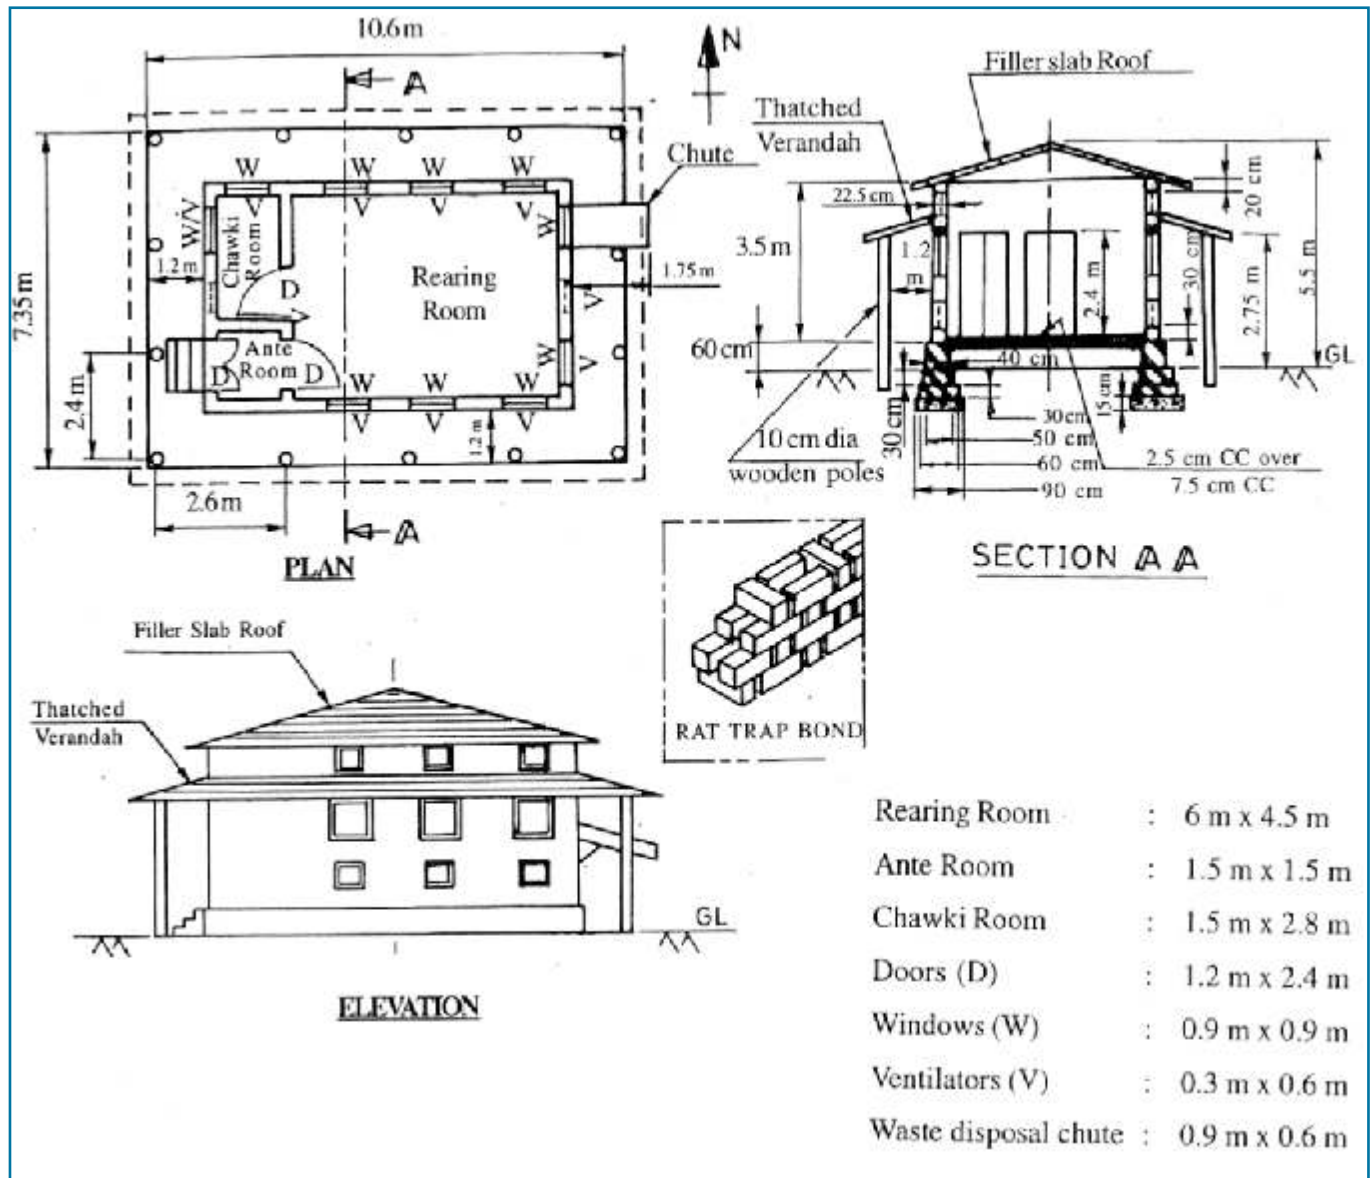 10.6m
A
N
Filler slab Roof
Thatched
Verandah
Chute
W W W W
V V V V
W/V
Chawki
Room
W
22.5 cm
20 cm
3.5 m
1.2
m
2.4 m
30 cm
2.75 m
5.5 m
7.35 m
1.2 m
D
Rearing
Room
1.75 m
V
Ante
Room
D
D
W
V
W W W
V V V
2.4 m
1.2 m
60 cm
40 cm
GL
30 cm
30 cm
15 cm
50 cm
60 cm
90 cm
10 cm dia
wooden poles
2.5 cm CC over
7.5 cm CC
2.6 m
A
PLAN
SECTION A A
RAT TRAP BOND
Filler Slab Roof
Thatched
Verandah
GL
ELEVATION
Rearing Room : 6 m x 4.5 m
Ante Room : 1.5 m x 1.5 m
Chawki Room : 1.5 m x 2.8 m
Doors (D) : 1.2 m x 2.4 m
Windows (W) : 0.9 m x 0.9 m
Ventilators (V) : 0.3 m x 0.6 m
Waste disposal chute : 0.9 m x 0.6 m